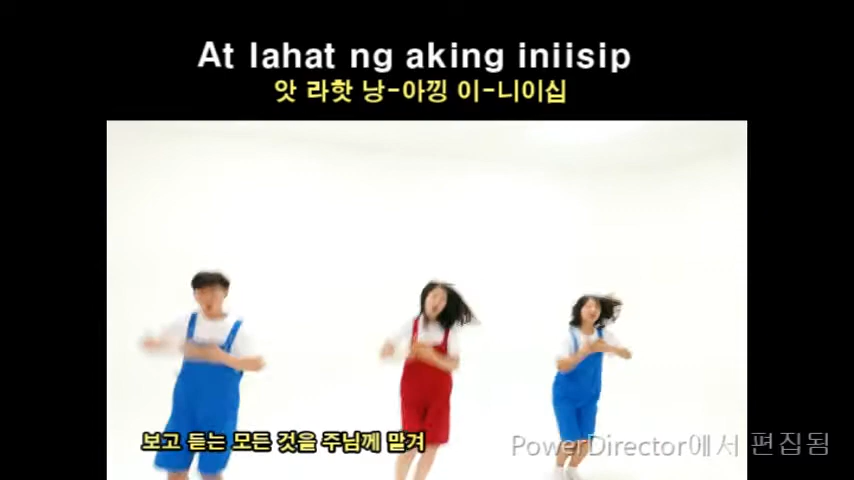 At lahat ng aking iniisip
앗 라핫 낭-아낑 이-니이십
보고 듣는 모든 것을 주님께 맡겨
PowerDirector에서 편집됨